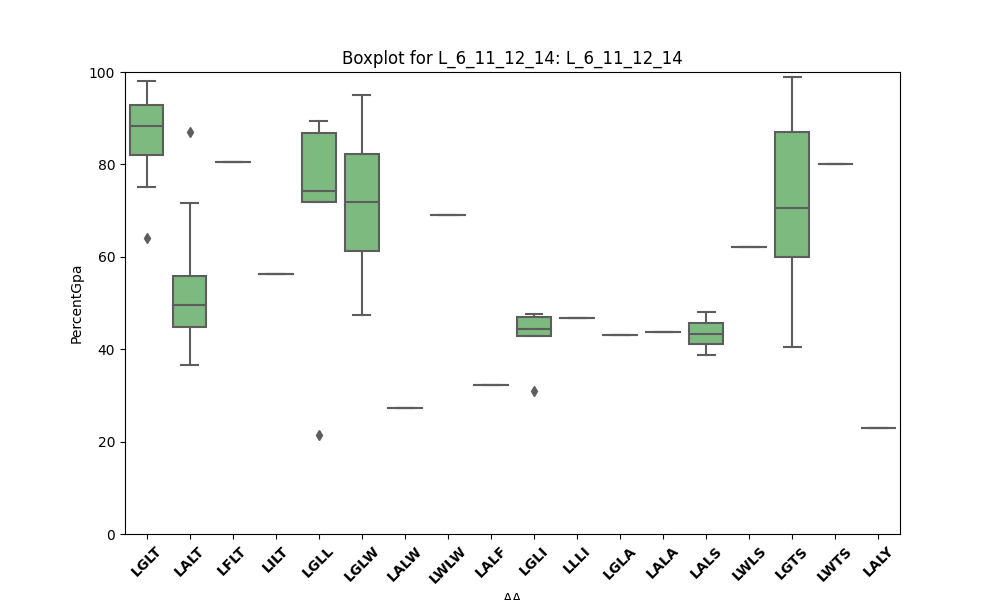 Boxplot for L_6_11_12_14: L_6_11_12_14
100
80
60
40
20
0
PercentGpa
LGLT LALT LFLT LILT LGLL LGLW LALW LWLW LALF LGLI LLLI LGLA LALA LALS LWLS LGTS LWTS LALY
AA